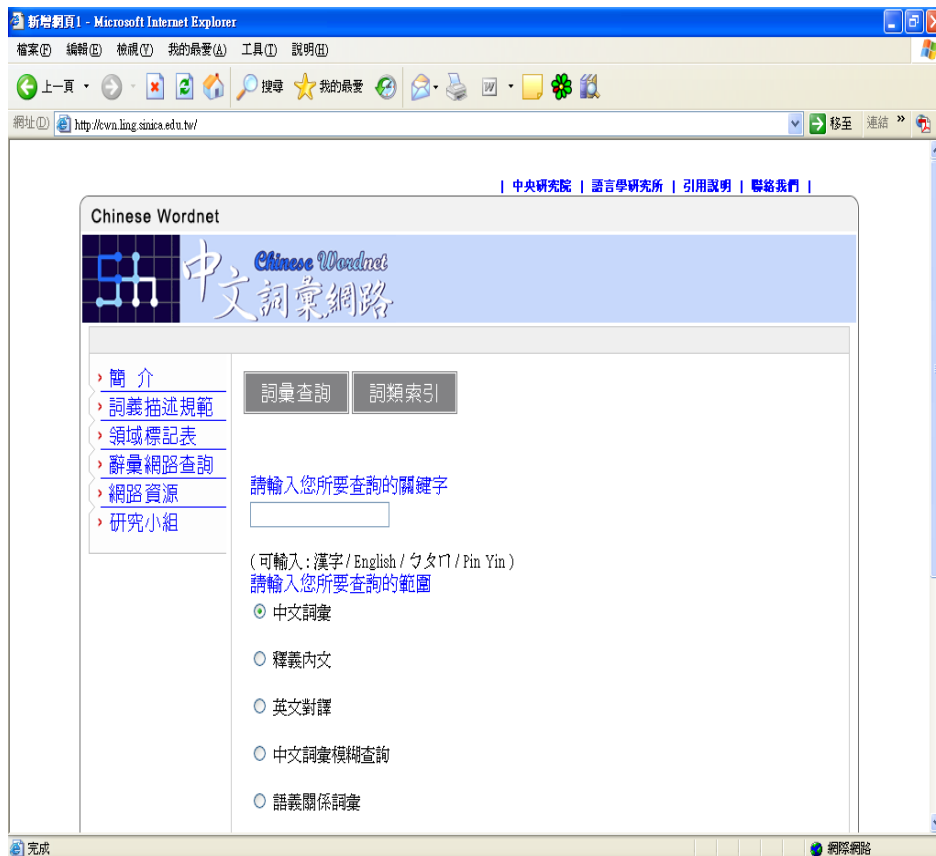 新增網頁1 - Microsoft Internet Explorer
檔案(F) 編輯(E) 檢視(V) 我的最愛(A) 工具(T) 說明(H)
上一頁 搜尋 我的最愛
網址(D) http://cwn.ling.sinica.edu.tw/ 移至 連結 »
| 中央研究院 | 語言學研究所 | 引用說明 | 聯絡我們 |
Chinese Wordnet
Chinese Wordnet
中文詞彙網路
簡 介
詞義描述規範
領域標記表
辭彙網路查詢
網路資源
研究小組
詞彙查詢 詞類索引
請輸入您所要查詢的關鍵字
(可輸入:漢字 / English / ㄅㄆㄇ / Pin Yin )
請輸入您所要查詢的範圍
中文詞彙
釋義內文
英文對譯
中文詞彙模糊查詢
語義關係詞彙
完成 網際網路